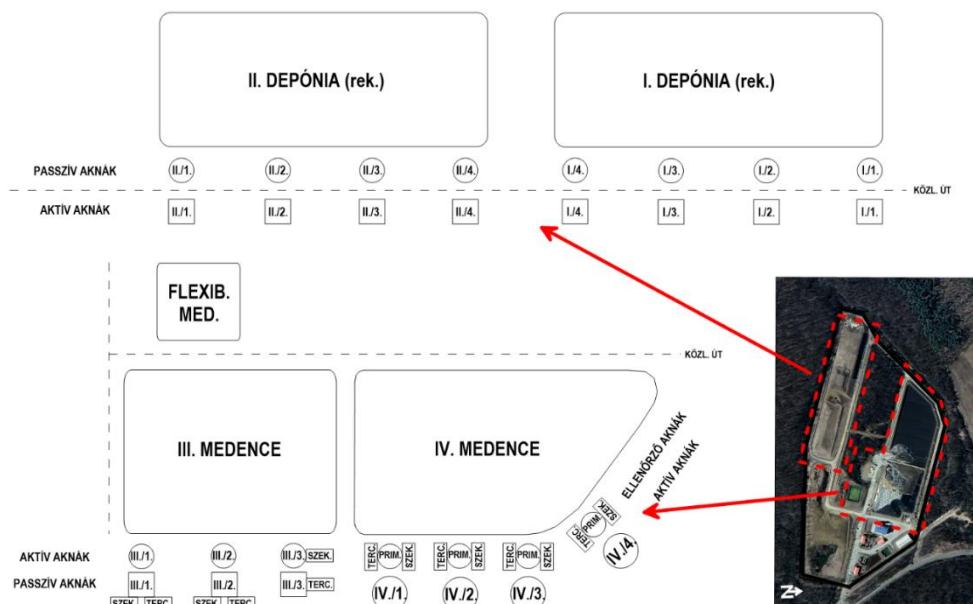 II. DEPÓNIA (rek.) I. DEPÓNIA (rek.)
PASSZÍV AKNÁK II./1. II./2. II./3. II./4. I./4. I./3. I./2. I./1.
KÖZL. ÚT
AKTÍV AKNÁK II./1. II./2. II./3. II./4. I./4. I./3. I./2. I./1.
FLEXIB.
MED.
KÖZL. ÚT
III. MEDENCE IV. MEDENCE
ELLENŐRZŐ AKNÁK
AKTÍV AKNÁK
TERC. PRIM. SZEK.
IV./4.
AKTÍV AKNÁK III./1. III./2. III./3. SZEK. TERC. PRIM. SZEK. TERC. PRIM. SZEK. TERC. PRIM. SZEK.
PASSZÍV AKNÁK III./1. III./2. III./3. TERC. IV./1. IV./2. IV./3.
SZEK. TERC. SZEK. TERC.
N